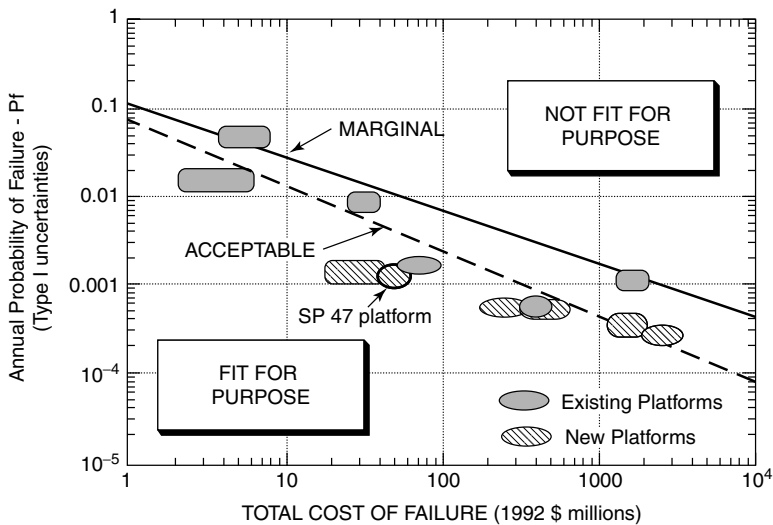 Annual Probability of Failure - Pf
(Type I uncertainties)
1
0.1
0.01
0.001
10⁻⁴
10⁻⁵
MARGINAL
NOT FIT FOR
PURPOSE
ACCEPTABLE
SP 47 platform
FIT FOR
PURPOSE
Existing Platforms
New Platforms
1
10
100
1000
10⁴
TOTAL COST OF FAILURE (1992 $ millions)